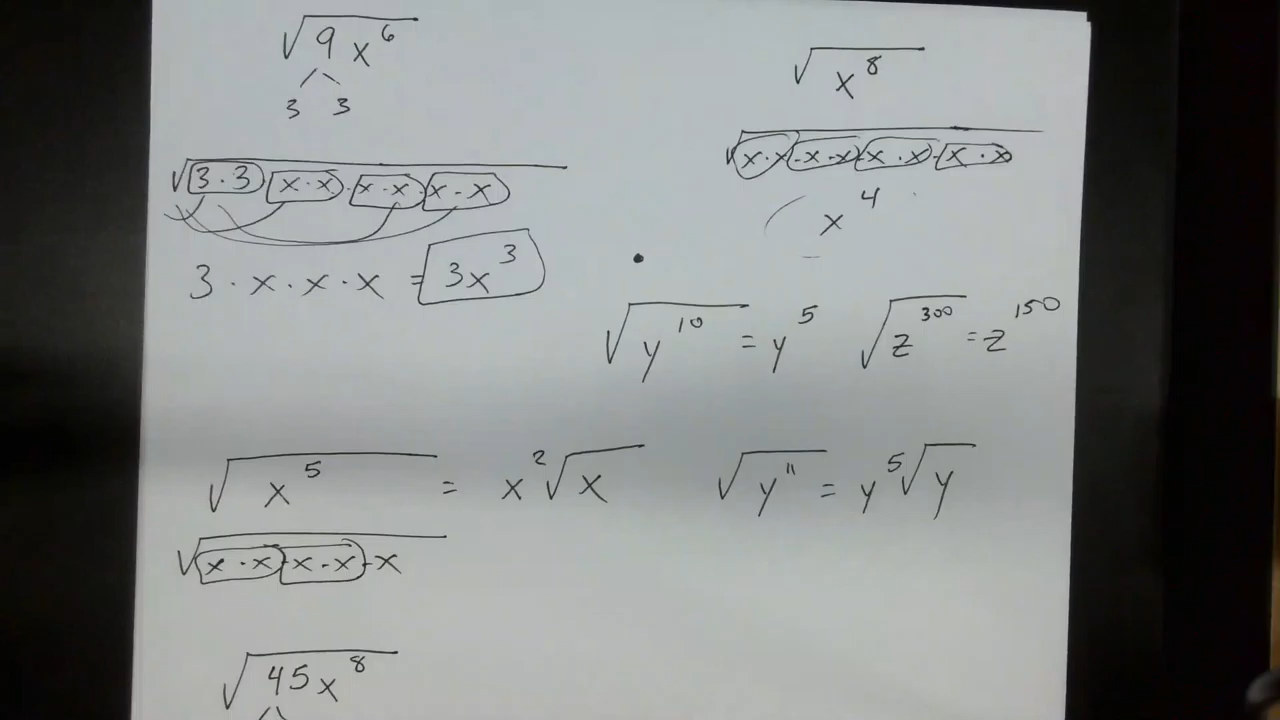 √9x⁶
3 3
√3·3 x·x·x·x·x-x
3·x·x·x = 3x³
√x⁸
√x·x·x-x·x·x·x·x
x⁴
√y¹⁰ = y⁵
√z³⁰⁰ = z¹⁵⁰
√x⁵ = x²√x
√x·x·x-x-x
√y¹¹ = y⁵√y
√45x⁸